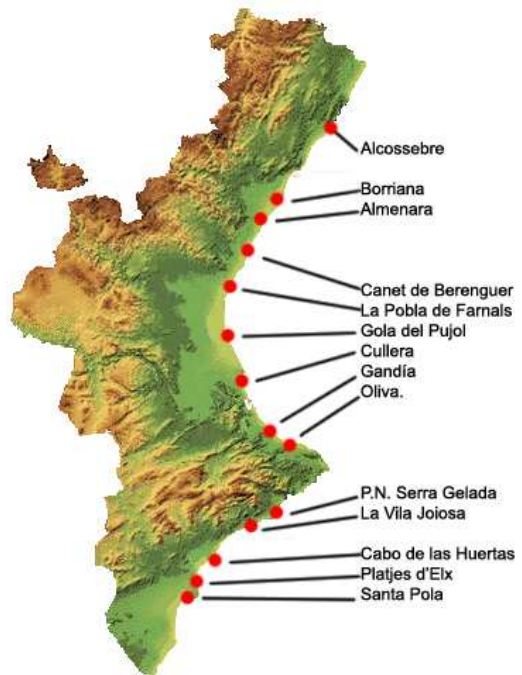 Alcossebre
Borriana
Almenara
Canet de Berenguer
La Pobla de Farnals
Gola del Pujol
Cullera
Gandía
Oliva.
P.N. Serra Gelada
La Vila Joiosa
Cabo de las Huertas
Platjes d'Elx
Santa Pola